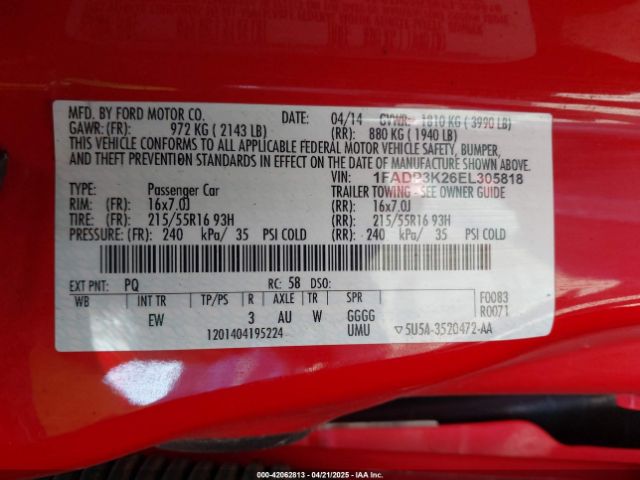 MFD. BY FORD MOTOR CO. DATE: 04/14 GVWR: 1810 KG ( 3990 LB)
GAWR: (FR): 972 KG ( 2143 LB) (RR): 880 KG ( 1940 LB)
THIS VEHICLE CONFORMS TO ALL APPLICABLE FEDERAL MOTOR VEHICLE SAFETY, BUMPER,
AND THEFT PREVENTION STANDARDS IN EFFECT ON THE DATE OF MANUFACTURE SHOWN ABOVE.
VIN: 1FADP3K26EL305818
TYPE: Passenger Car TRAILER TOWING - SEE OWNER GUIDE
RIM: (FR): 16x7.0J (RR): 16x7.0J
TIRE: (FR): 215/55R16 93H (RR): 215/55R16 93H
PRESSURE: (FR): 240 kPa/ 35 PSI COLD (RR): 240 kPa/ 35 PSI COLD
EXT PNT: PQ RC: 58 DSO:
WB INT TR TP/PS R AXLE TR SPR F0083
EW 3 AU W GGGG R0071
1201404195224 UMU ▽5U5A-3520472-AA
000-42062813 - 04/21/2025 - IAAI.COM